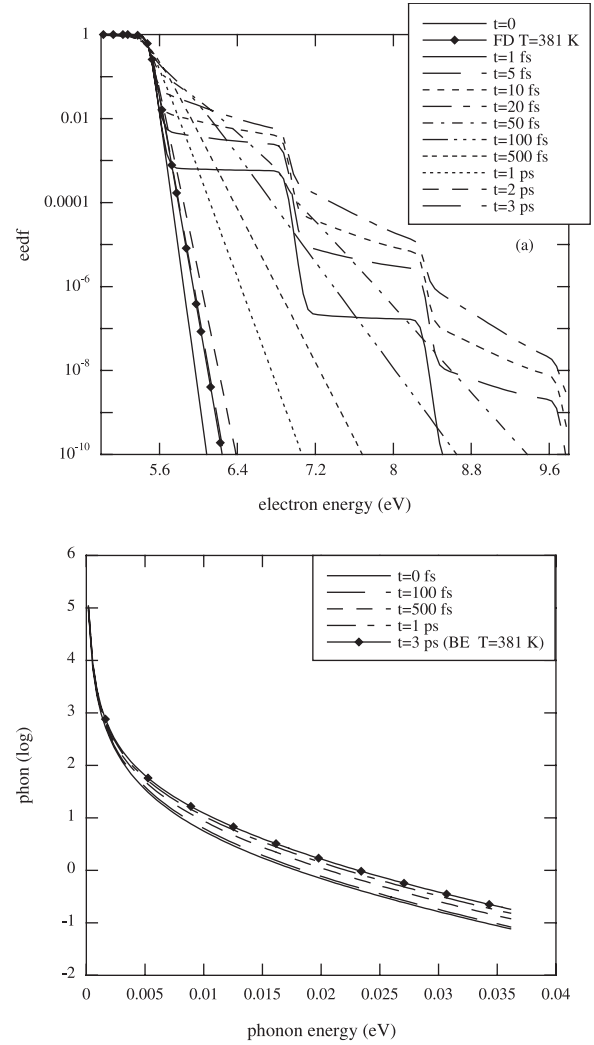 t=0
FD T=381 K
t=1 fs
t=5 fs
t=10 fs
t=20 fs
t=50 fs
t=100 fs
t=500 fs
t=1 ps
t=2 ps
t=3 ps
(a)
1
0.01
0.0001
10⁻⁶
10⁻⁸
10⁻¹⁰
eedf
5.6 6.4 7.2 8 8.8 9.6
electron energy (eV)
t=0 fs
t=100 fs
t=500 fs
t=1 ps
t=3 ps (BE T=381 K)
6
5
4
3
2
1
0
-1
-2
phon (log)
0 0.005 0.01 0.015 0.02 0.025 0.03 0.035 0.04
phonon energy (eV)